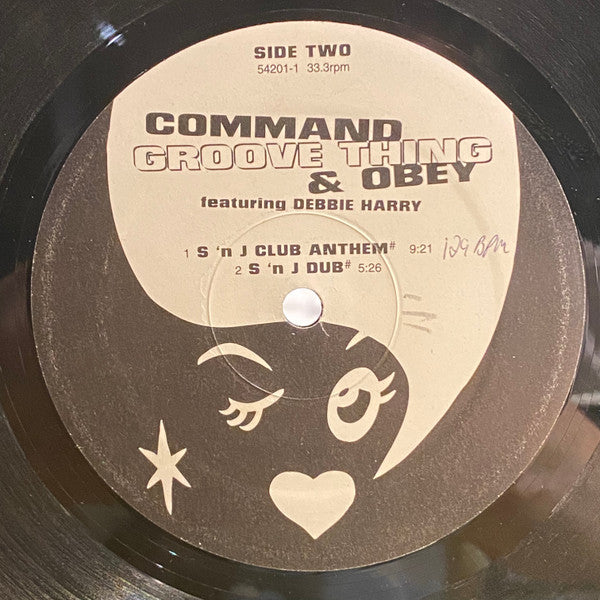 SIDE TWO
54201-1 33.3rpm
COMMAND
GROOVE THING
& OBEY
featuring DEBBIE HARRY
1 S 'n J CLUB ANTHEM# 9:21 129 BPM
2 S 'n J DUB# 5:26